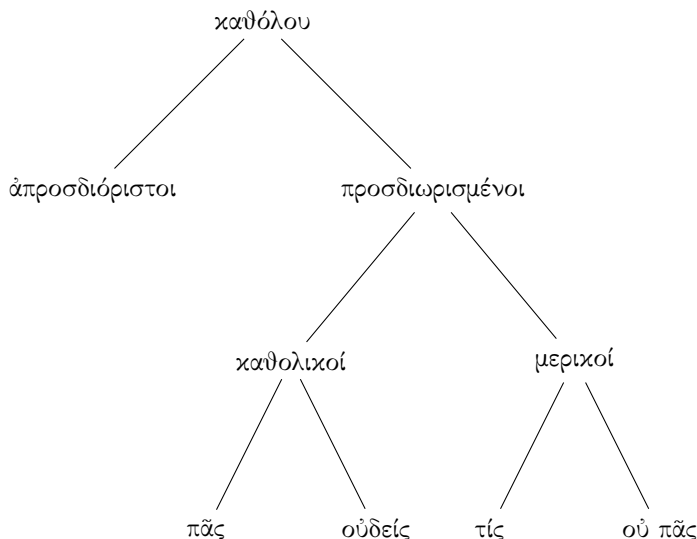 καθόλου
ἀπροσδιόριστοι προσδιωρισμένοι
καθολικοί μερικοί
πᾶς οὐδείς τίς οὐ πᾶς